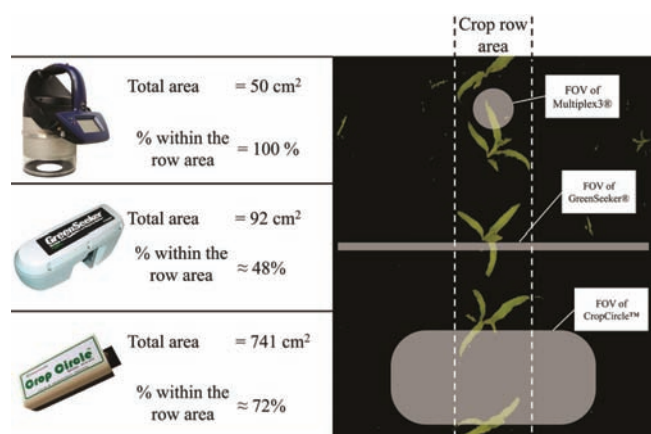 Crop row
area
Total area = 50 cm²
% within the
row area = 100 %
FOV of
Multiplex3®
GreenSeeker
Total area = 92 cm²
% within the
row area ≈ 48%
FOV of
GreenSeeker®
Crop Circle™
Total area = 741 cm²
% within the
row area ≈ 72%
FOV of
CropCircle™